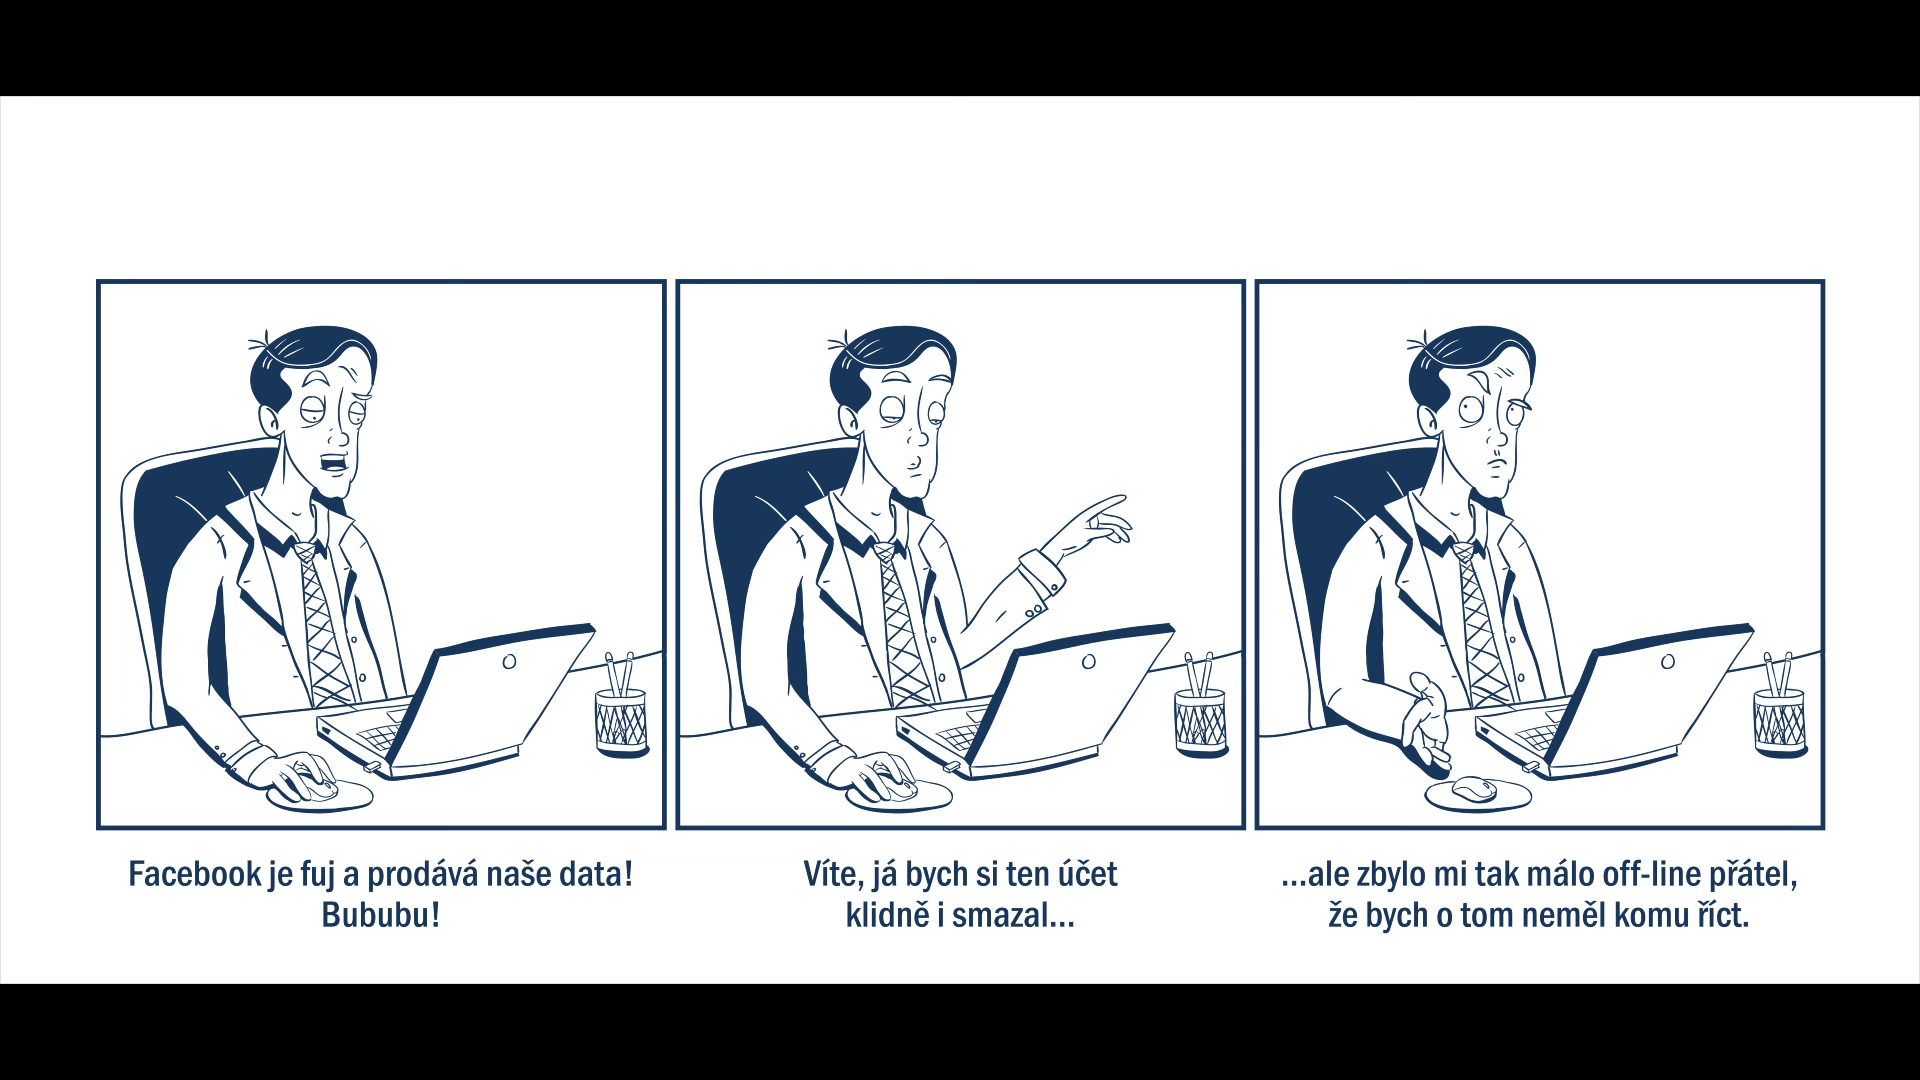 Facebook je fuj a prodává naše data!
Bububu!
Víte, já bych si ten účet
klidně i smazal...
...ale zbylo mi tak málo off-line přátel,
že bych o tom neměl komu říct.